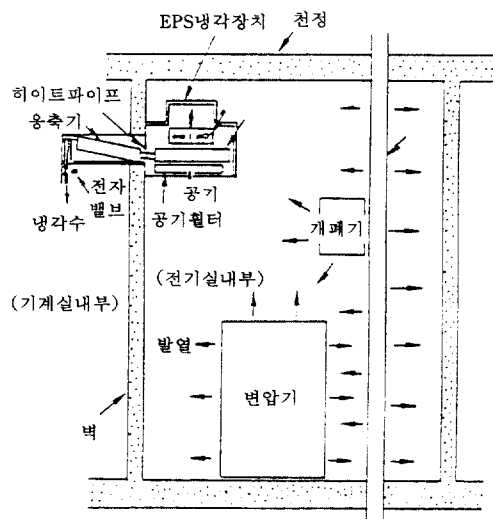 EPS냉각장치
천정
히이트파이프
응축기
전자
밸브
냉각수
공기
공기휠터
개폐기
(전기실내부)
(기계실내부)
발열
변압기
벽